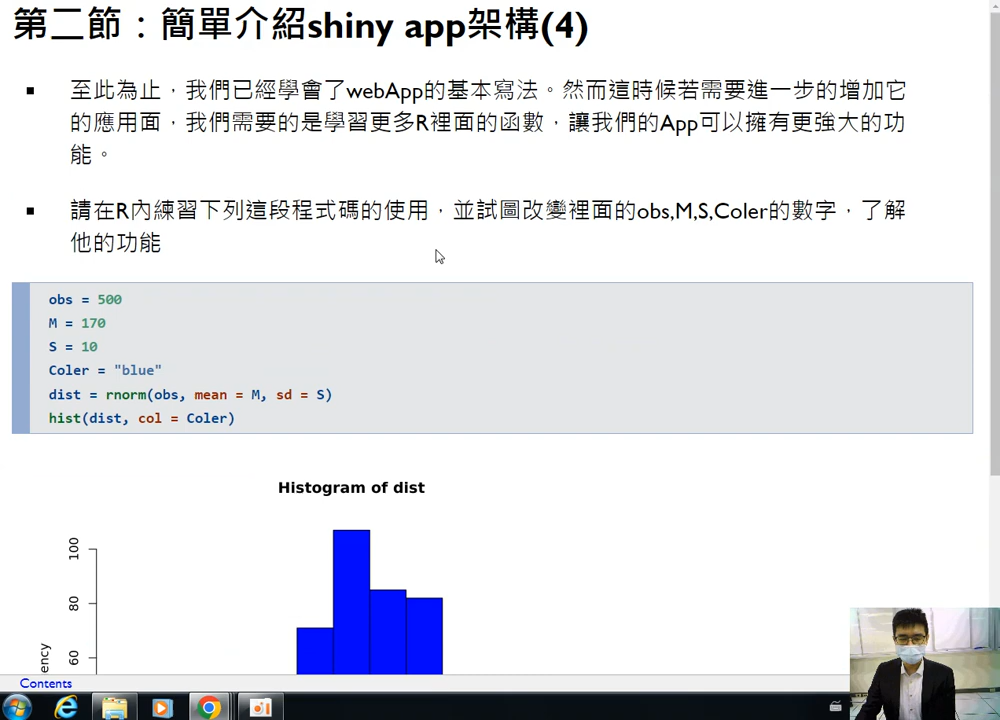 第二節：簡單介紹shiny app架構(4)
▪ 至此為止，我們已經學會了webApp的基本寫法。然而這時候若需要進一步的增加它
的應用面，我們需要的是學習更多R裡面的函數，讓我們的App可以擁有更強大的功
能。
▪ 請在R內練習下列這段程式碼的使用，並試圖改變裡面的obs,M,S,Coler的數字，了解
他的功能
obs = 500
M = 170
S = 10
Coler = "blue"
dist = rnorm(obs, mean = M, sd = S)
hist(dist, col = Coler)
Histogram of dist
100
80
60
ency
Contents